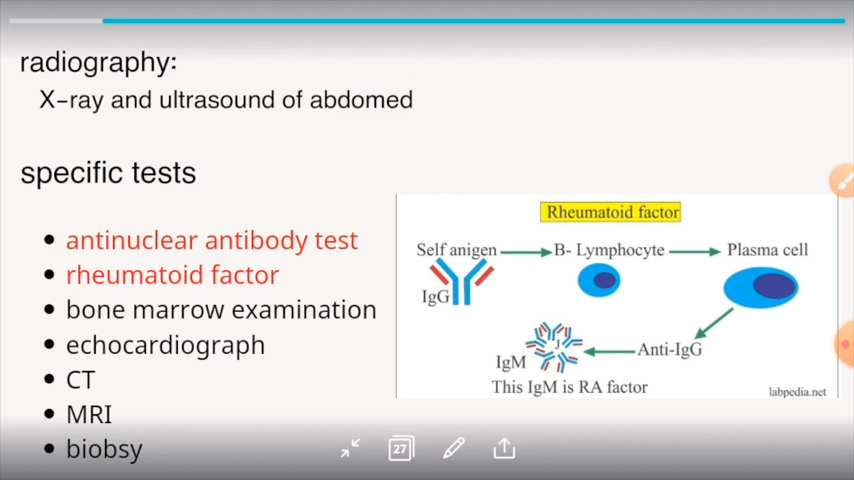 radiography:
X-ray and ultrasound of abdomed
specific tests
antinuclear antibody test
rheumatoid factor
bone marrow examination
echocardiograph
CT
MRI
biobsy
Rheumatoid factor
Self anigen
B- Lymphocyte
Plasma cell
IgG
Anti-IgG
J
IgM
This IgM is RA factor
labpedia.net
27